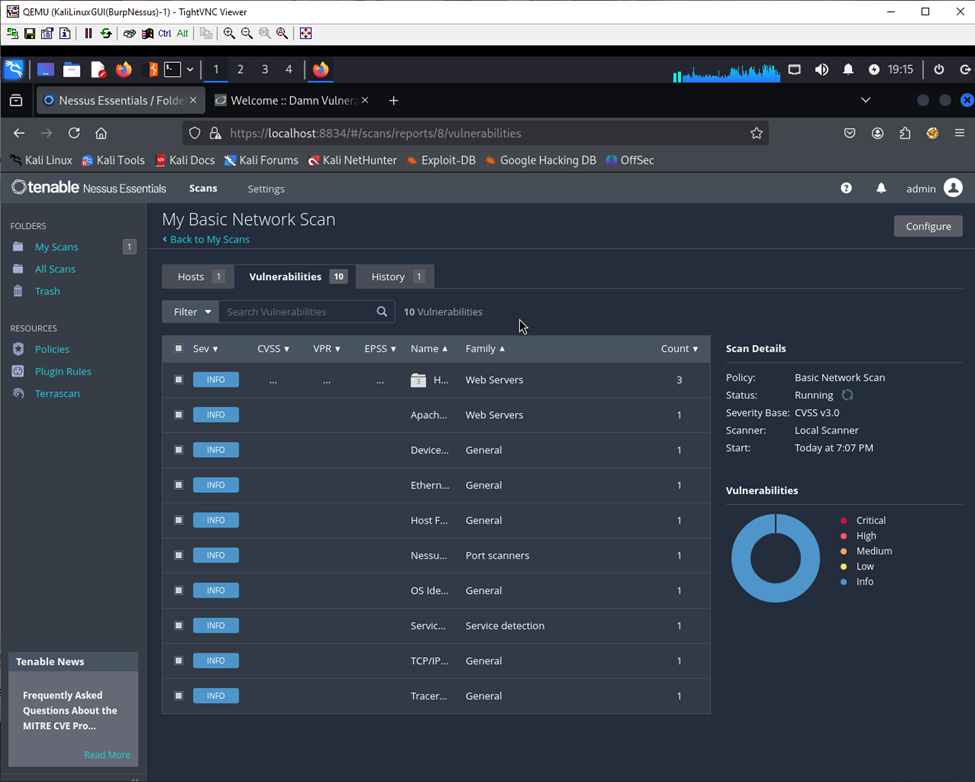 QEMU (KaliLinuxGUI(BurpNessus)-1) - TightVNC Viewer
Ctrl Alt
1 2 3 4 19:15
Nessus Essentials / Folde Welcome :: Damn Vulnera
https://localhost:8834/#/scans/reports/8/vulnerabilities
Kali Linux Kali Tools Kali Docs Kali Forums Kali NetHunter Exploit-DB Google Hacking DB OffSec
tenable Nessus Essentials Scans Settings admin
FOLDERS
My Scans 1
All Scans
Trash
RESOURCES
Policies
Plugin Rules
Terrascan
Tenable News
Frequently Asked
Questions About the
MITRE CVE Pro...
Read More
My Basic Network Scan
Configure
Back to My Scans
Hosts 1 Vulnerabilities 10 History 1
Filter Search Vulnerabilities 10 Vulnerabilities
Sev CVSS VPR EPSS Name Family Count
INFO ... ... ... 3 H... Web Servers 3
INFO Apach... Web Servers 1
INFO Device... General 1
INFO Ethern... General 1
INFO Host F... General 1
INFO Nessu... Port scanners 1
INFO OS Ide... General 1
INFO Servic... Service detection 1
INFO TCP/IP... General 1
INFO Tracer... General 1
Scan Details
Policy: Basic Network Scan
Status: Running
Severity Base: CVSS v3.0
Scanner: Local Scanner
Start: Today at 7:07 PM
Vulnerabilities
Critical
High
Medium
Low
Info